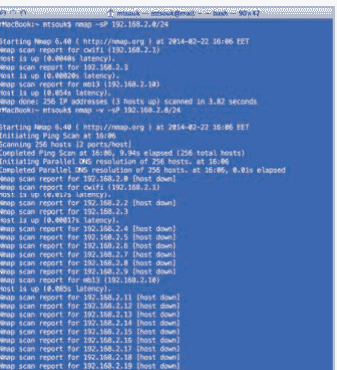 mtsouk — mtsouk@mail — bash — 90x42
MacBook:~ mtsouk$ nmap -sP 192.168.2.0/24
Starting Nmap 6.40 ( http://nmap.org ) at 2014-02-22 16:06 EET
Nmap scan report for cwifi (192.168.2.1)
Host is up (0.0040s latency).
Nmap scan report for 192.168.2.3
Host is up (0.00020s latency).
Nmap scan report for mb13 (192.168.2.10)
Host is up (0.054s latency).
Nmap done: 256 IP addresses (3 hosts up) scanned in 3.82 seconds
MacBook:~ mtsouk$ nmap -v -sP 192.168.2.0/24
Starting Nmap 6.40 ( http://nmap.org ) at 2014-02-22 16:06 EET
Initiating Ping Scan at 16:06
Scanning 256 hosts [2 ports/host]
Completed Ping Scan at 16:06, 9.94s elapsed (256 total hosts)
Initiating Parallel DNS resolution of 256 hosts. at 16:06
Completed Parallel DNS resolution of 256 hosts. at 16:06, 0.01s elapsed
Nmap scan report for 192.168.2.0 [host down]
Nmap scan report for cwifi (192.168.2.1)
Host is up (0.012s latency).
Nmap scan report for 192.168.2.2 [host down]
Nmap scan report for 192.168.2.3
Host is up (0.00017s latency).
Nmap scan report for 192.168.2.4 [host down]
Nmap scan report for 192.168.2.5 [host down]
Nmap scan report for 192.168.2.6 [host down]
Nmap scan report for 192.168.2.7 [host down]
Nmap scan report for 192.168.2.8 [host down]
Nmap scan report for 192.168.2.9 [host down]
Nmap scan report for mb13 (192.168.2.10)
Host is up (0.085s latency).
Nmap scan report for 192.168.2.11 [host down]
Nmap scan report for 192.168.2.12 [host down]
Nmap scan report for 192.168.2.13 [host down]
Nmap scan report for 192.168.2.14 [host down]
Nmap scan report for 192.168.2.15 [host down]
Nmap scan report for 192.168.2.16 [host down]
Nmap scan report for 192.168.2.17 [host down]
Nmap scan report for 192.168.2.18 [host down]
Nmap scan report for 192.168.2.19 [host down]